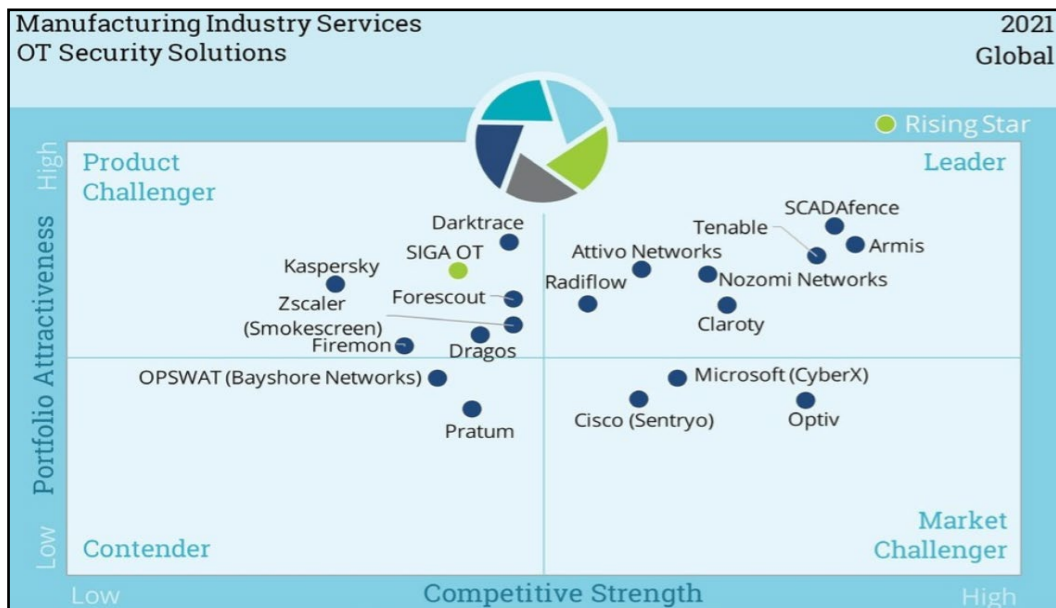 Manufacturing Industry Services
OT Security Solutions
2021
Global
Rising Star
High
Product
Challenger
Leader
SCADAfence
Darktrace
Tenable
Armis
SIGA OT
Attivo Networks
Kaspersky
Radiflow
Nozomi Networks
Forescout
Zscaler
(Smokescreen)
Claroty
Firemon
Dragos
OPSWAT (Bayshore Networks)
Microsoft (CyberX)
Cisco (Sentryo)
Optiv
Pratum
Portfolio Attractiveness
Low
Contender
Market
Challenger
Low
Competitive Strength
High